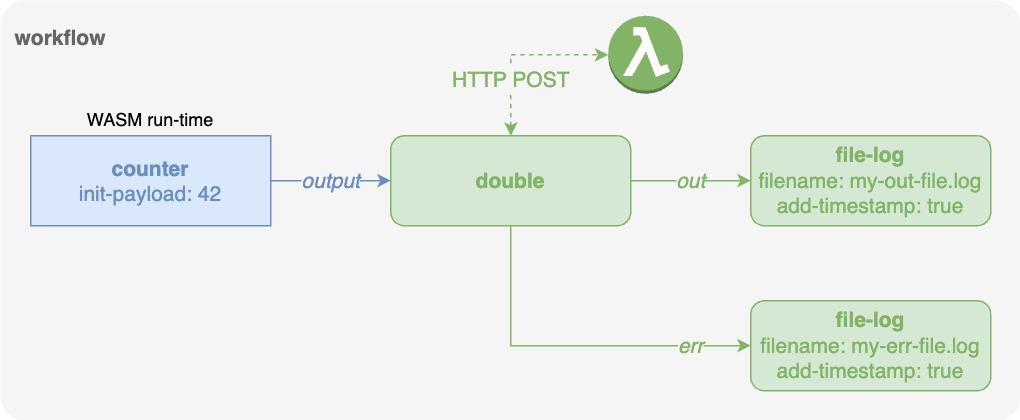 workflow
λ
HTTP POST
WASM run-time
counter
init-payload: 42
output
double
out
file-log
filename: my-out-file.log
add-timestamp: true
err
file-log
filename: my-err-file.log
add-timestamp: true